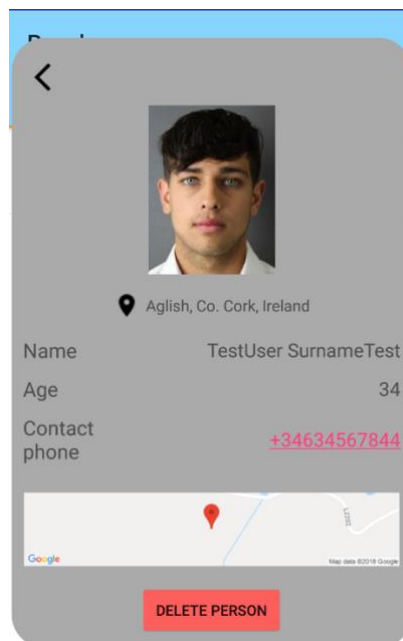 Aglish, Co. Cork, Ireland
Name TestUser SurnameTest
Age 34
Contact
phone +34634567844
L2202
Google Map data ©2018 Google
DELETE PERSON